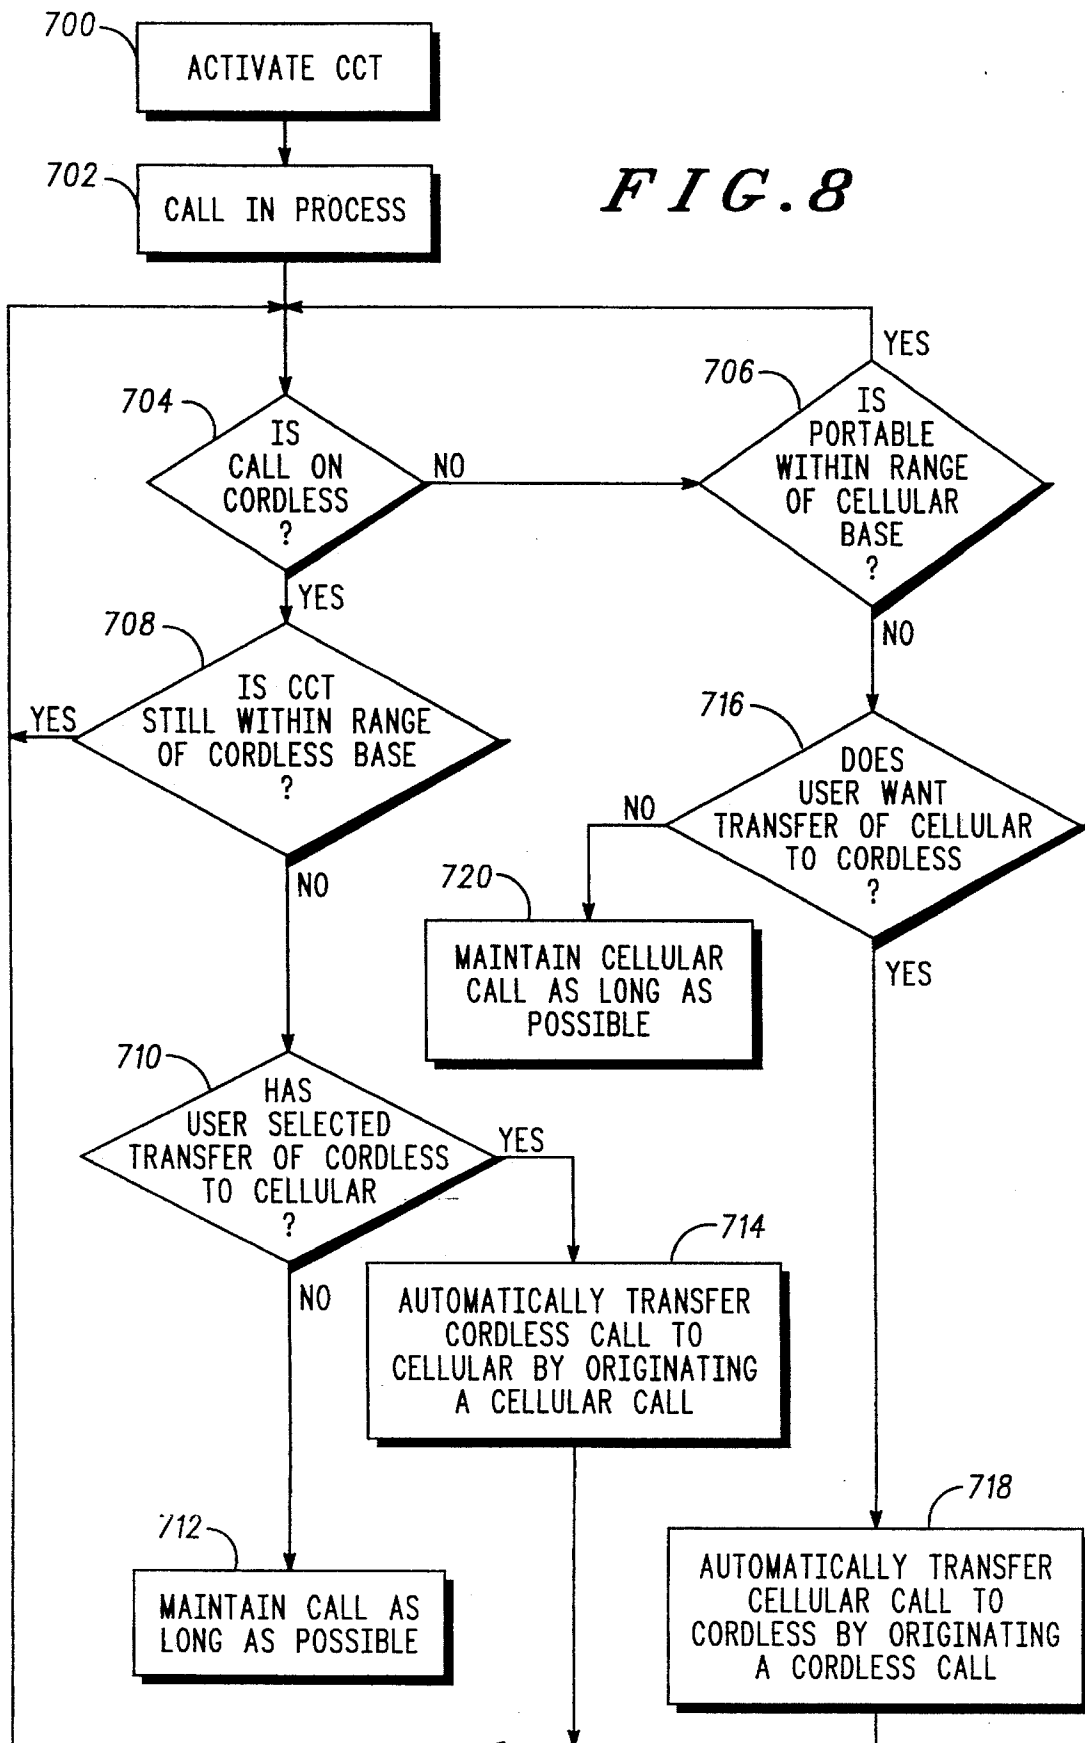 700
ACTIVATE CCT
702
CALL IN PROCESS
FIG.8
YES
706
IS
PORTABLE
WITHIN RANGE
OF CELLULAR
BASE
?
704
IS
CALL ON
CORDLESS
?
NO
YES
NO
708
IS CCT
STILL WITHIN RANGE
OF CORDLESS BASE
?
YES
NO
716
DOES
USER WANT
TRANSFER OF CELLULAR
TO CORDLESS
?
NO
YES
720
MAINTAIN CELLULAR
CALL AS LONG AS
POSSIBLE
710
HAS
USER SELECTED
TRANSFER OF CORDLESS
TO CELLULAR
?
YES
NO
714
AUTOMATICALLY TRANSFER
CORDLESS CALL TO
CELLULAR BY ORIGINATING
A CELLULAR CALL
712
MAINTAIN CALL AS
LONG AS POSSIBLE
718
AUTOMATICALLY TRANSFER
CELLULAR CALL TO
CORDLESS BY ORIGINATING
A CORDLESS CALL